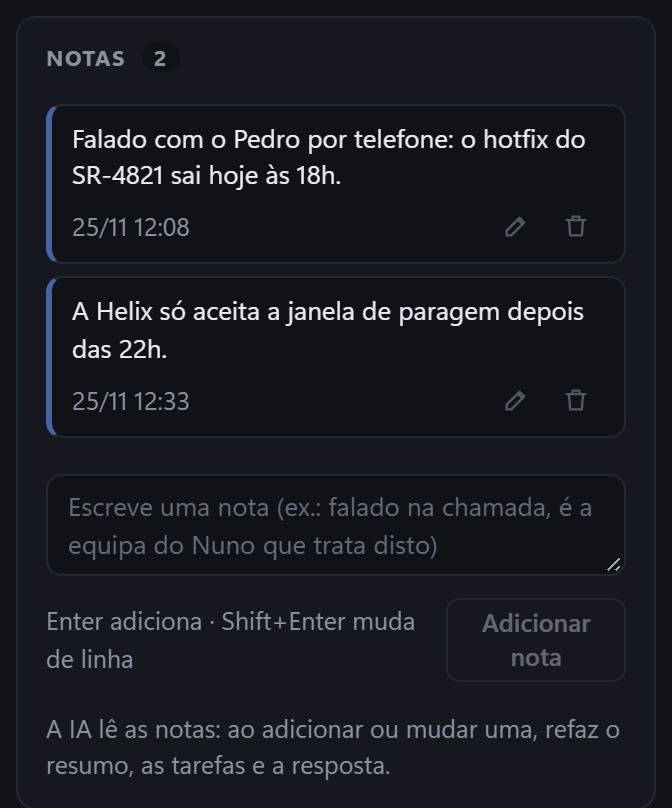 NOTAS 2
Falado com o Pedro por telefone: o hotfix do
SR-4821 sai hoje às 18h.
25/11 12:08
A Helix só aceita a janela de paragem depois
das 22h.
25/11 12:33
Escreve uma nota (ex.: falado na chamada, é a
equipa do Nuno que trata disto)
Enter adiciona · Shift+Enter muda
de linha
Adicionar
nota
A IA lê as notas: ao adicionar ou mudar uma, refaz o
resumo, as tarefas e a resposta.